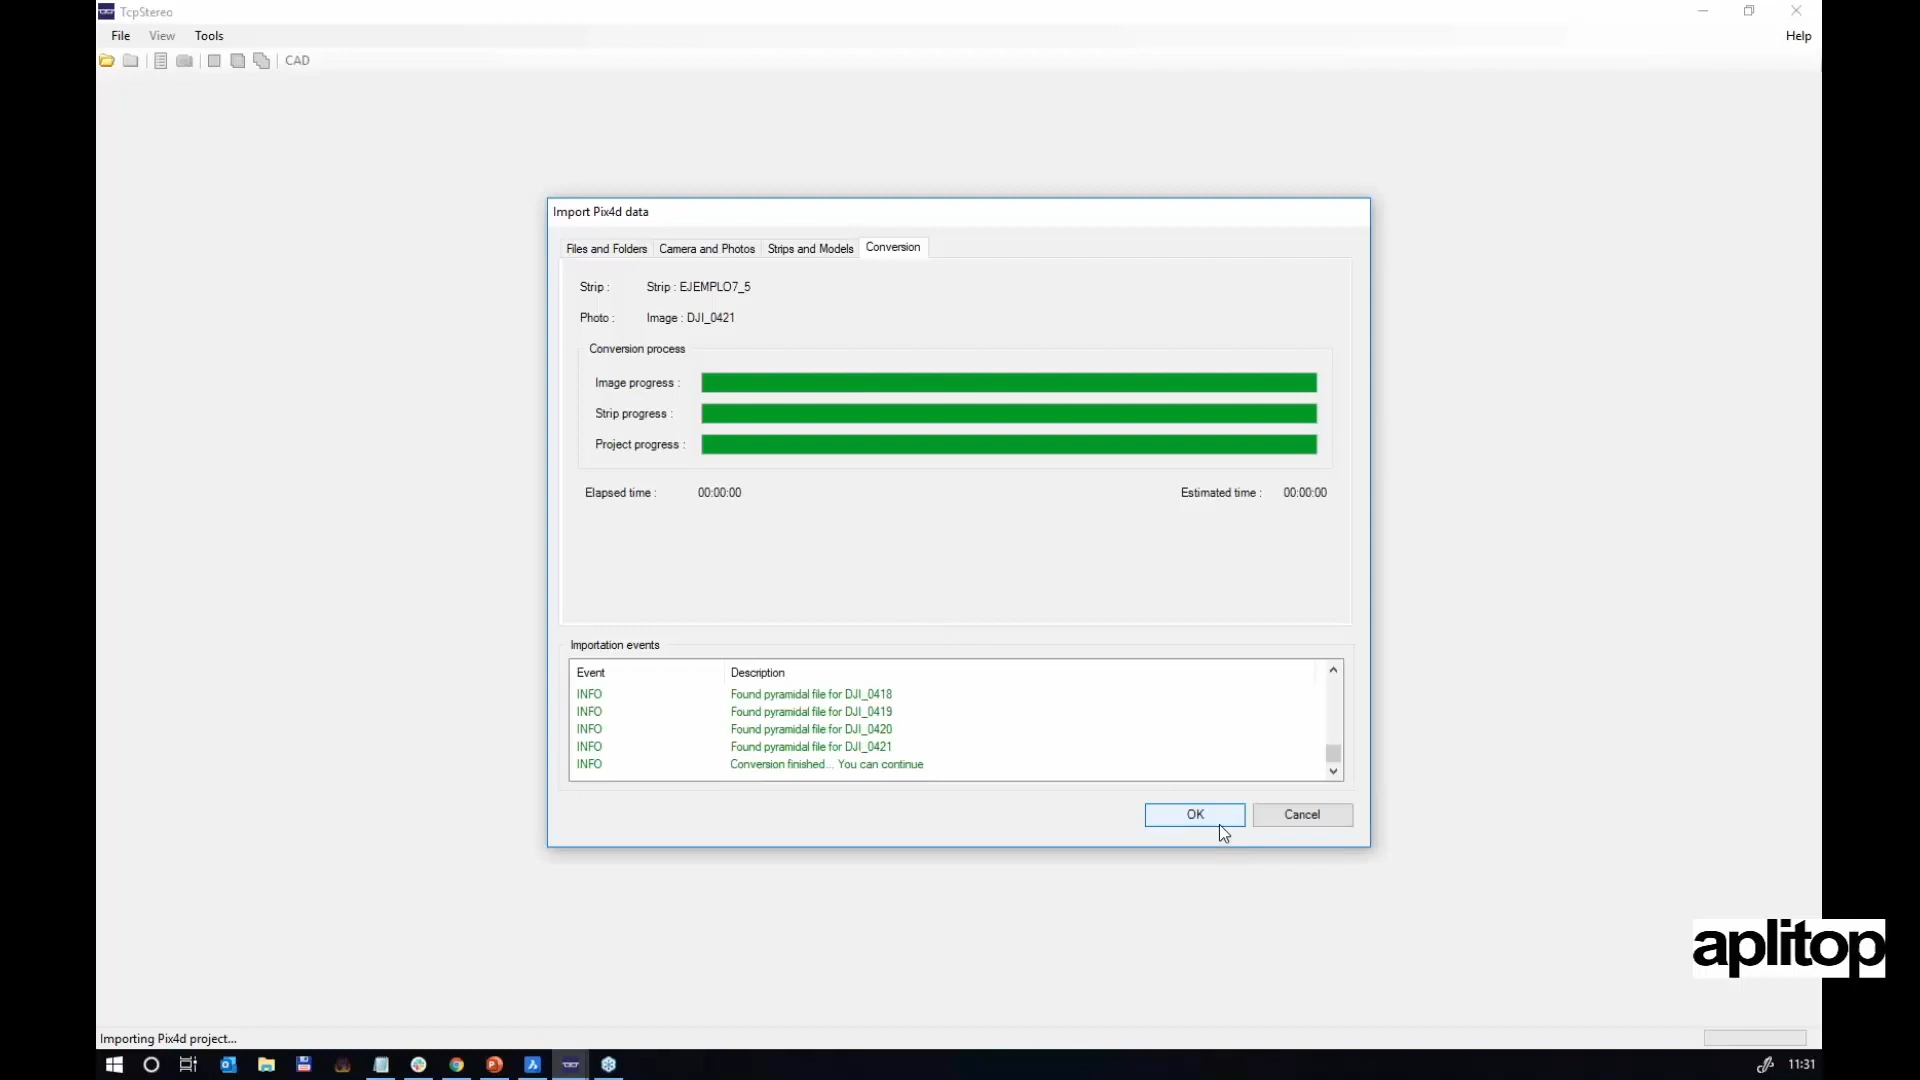 TcpStereo
File View Tools Help
CAD
Import Pix4d data
Files and Folders Camera and Photos Strips and Models Conversion
Strip : Strip : EJEMPLO7_5
Photo : Image : DJI_0421
Conversion process
Image progress :
Strip progress :
Project progress :
Elapsed time : 00:00:00 Estimated time : 00:00:00
Importation events
Event Description
INFO Found pyramidal file for DJI_0418
INFO Found pyramidal file for DJI_0419
INFO Found pyramidal file for DJI_0420
INFO Found pyramidal file for DJI_0421
INFO Conversion finished... You can continue
OK Cancel
aplitop
Importing Pix4d project...
11:31